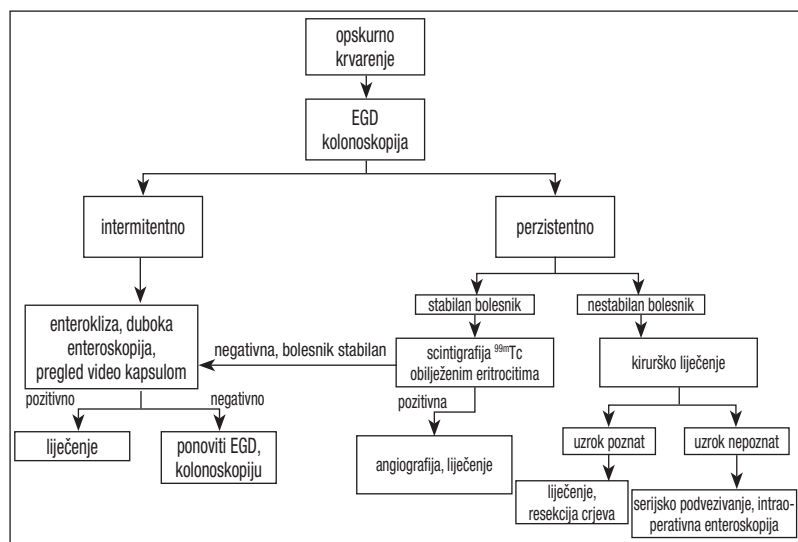 opskurno
krvarenje
EGD
kolonoskopija
intermitentno
perzistentno
stabilan bolesnik
nestabilan bolesnik
enterokliza, duboka
enteroskopija,
pregled video kapsulom
negativna, bolesnik stabilan
scintigrafija ⁹⁹ᵐTc
obilježenim eritrocitima
kirurško liječenje
pozitivno
negativno
pozitivna
liječenje
ponoviti EGD,
kolonoskopiju
angiografija, liječenje
uzrok poznat
uzrok nepoznat
liječenje,
resekcija crjeva
serijsko podvezivanje, intrao-
perativna enteroskopija